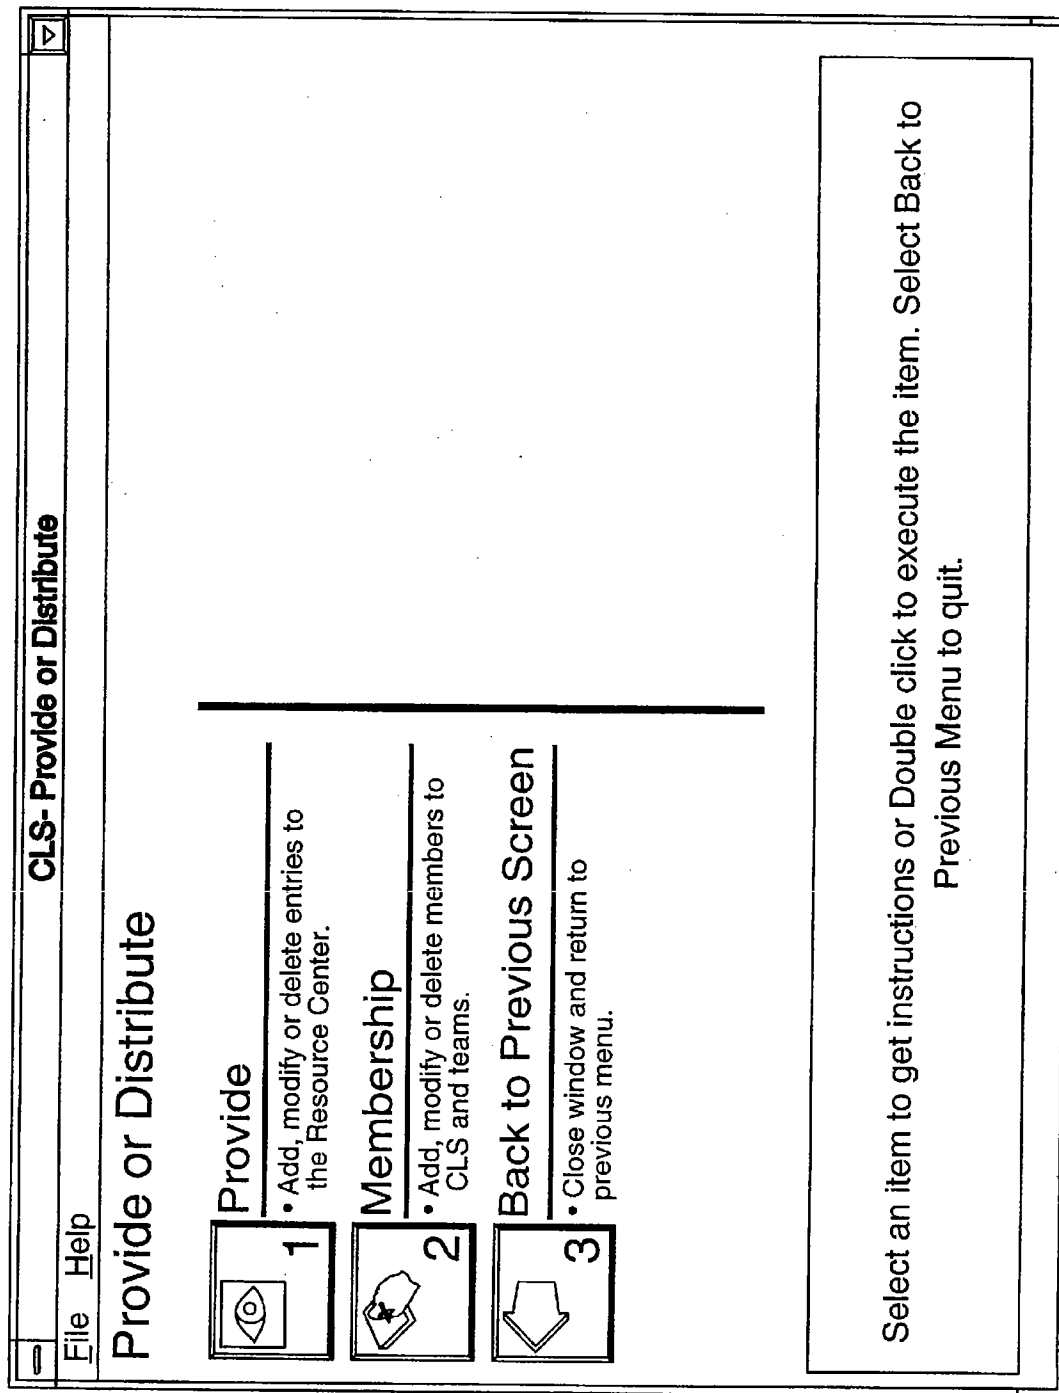 CLS- Provide or Distribute
File Help
Provide or Distribute
1
Provide
• Add, modify or delete entries to
the Resource Center.
2
Membership
• Add, modify or delete members to
CLS and teams.
3
Back to Previous Screen
• Close window and return to
previous menu.
Select an item to get instructions or Double click to execute the item. Select Back to
Previous Menu to quit.